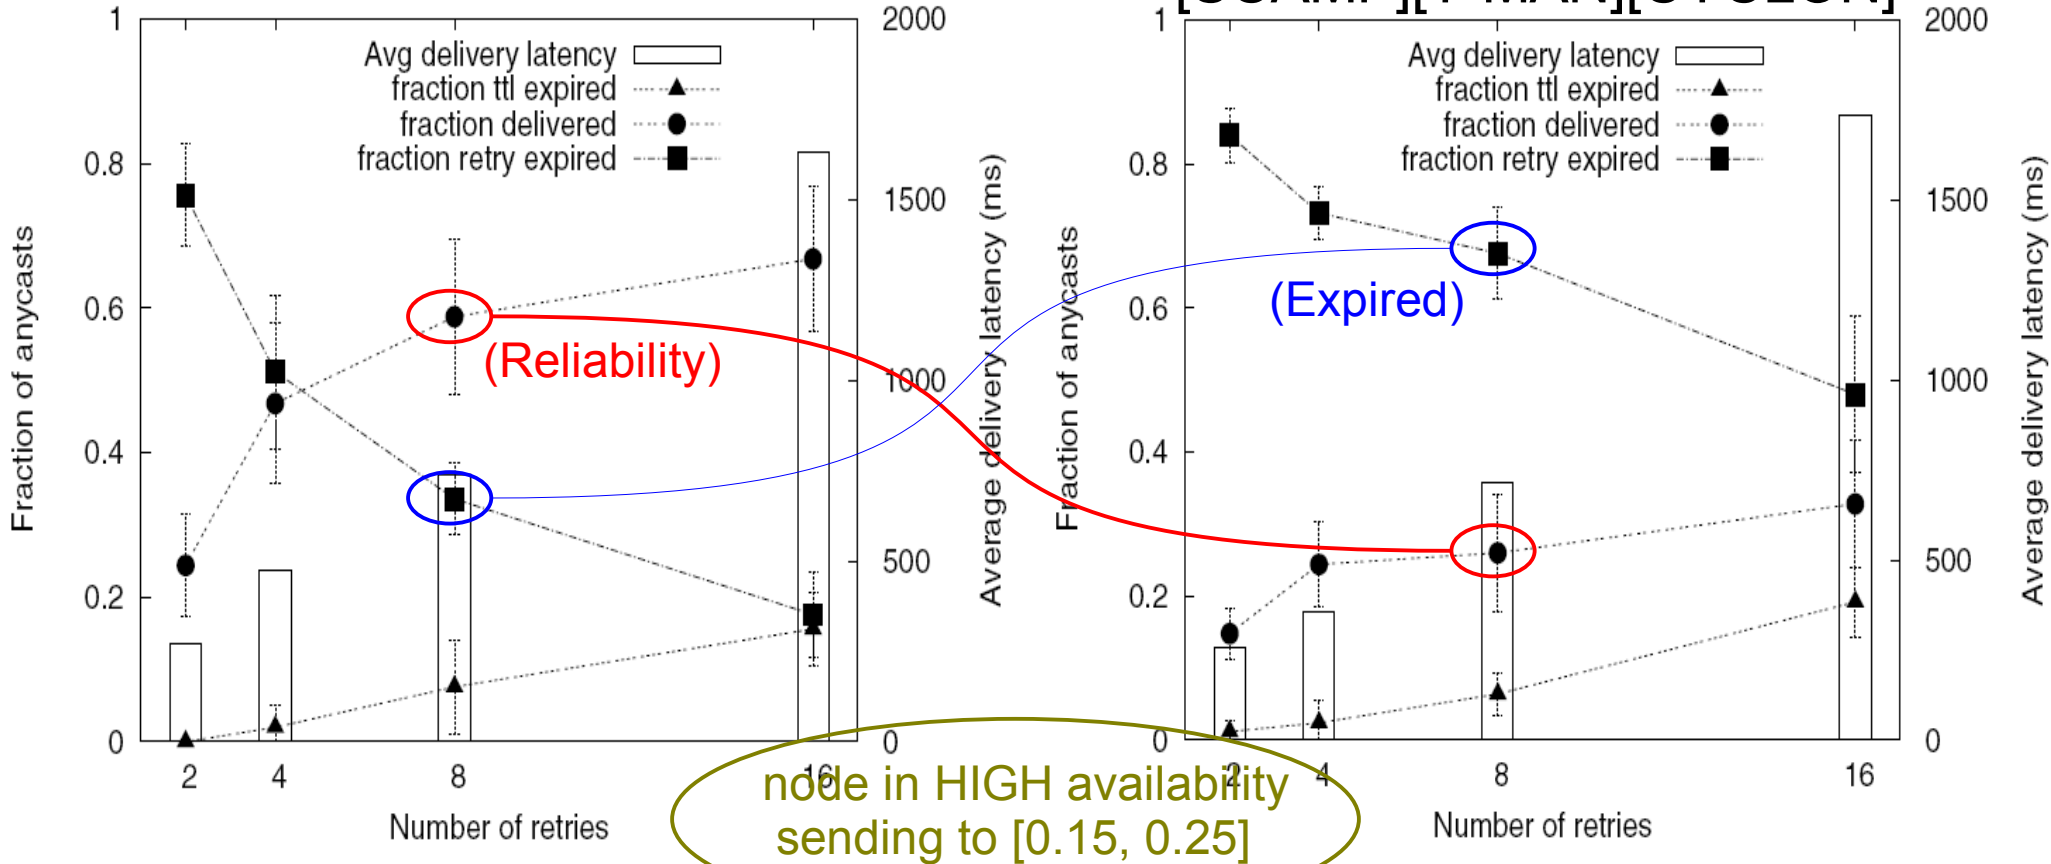 1
0.8
0.6
0.4
0.2
0
Fraction of anycasts
Avg delivery latency
fraction ttl expired
fraction delivered
fraction retry expired
2000
1500
1000
500
0
Average delivery latency (ms)
2 4 8 16
Number of retries
(Reliability)
1
0.8
0.6
0.4
0.2
0
Fraction of anycasts
Avg delivery latency
fraction ttl expired
fraction delivered
fraction retry expired
2000
1500
1000
500
0
Average delivery latency (ms)
2 4 8 16
Number of retries
(Expired)
node in HIGH availability
sending to [0.15, 0.25]